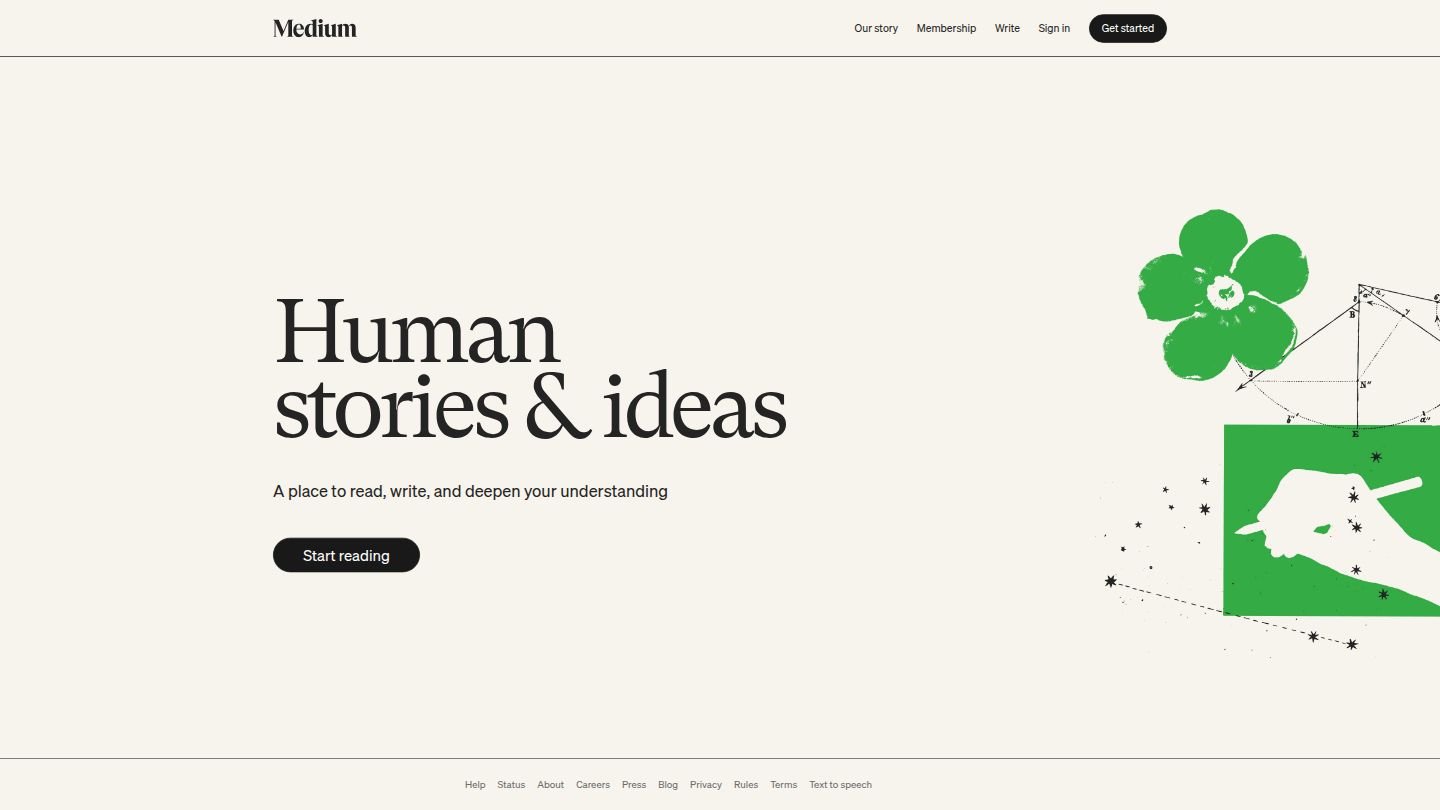 Medium
Our story Membership Write Sign in Get started
Human
stories & ideas
A place to read, write, and deepen your understanding
Start reading
B
N"
E
Help Status About Careers Press Blog Privacy Rules Terms Text to speech